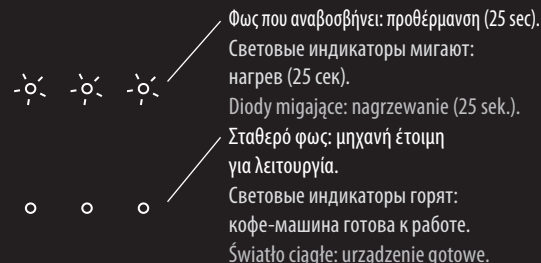 Φως που αναβοσβήνει: προθέρμανση (25 sec).
Световые индикаторы мигают:
нагрев (25 сек).
Diody migające: nagrzewanie (25 sek.).
Σταθερό φως: μηχανή έτοιμη
για λειτουργία.
Световые индикаторы горят:
кофе-машина готова к работе.
Światło ciągłe: urządzenie gotowe.